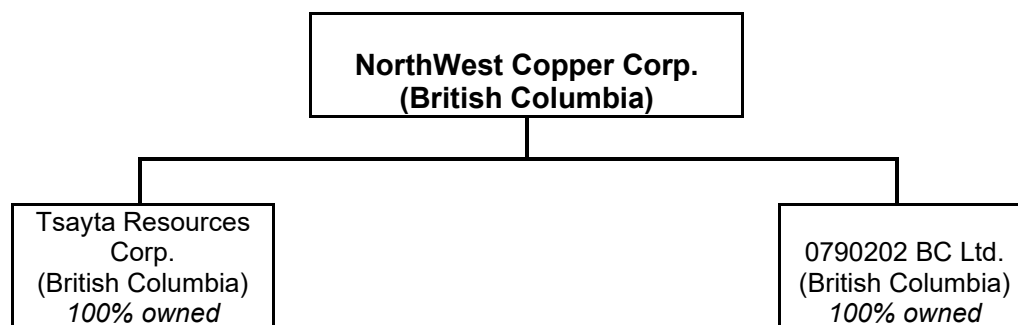 NorthWest Copper Corp.
(British Columbia)
Tsayta Resources
Corp.
(British Columbia)
100% owned
0790202 BC Ltd.
(British Columbia)
100% owned